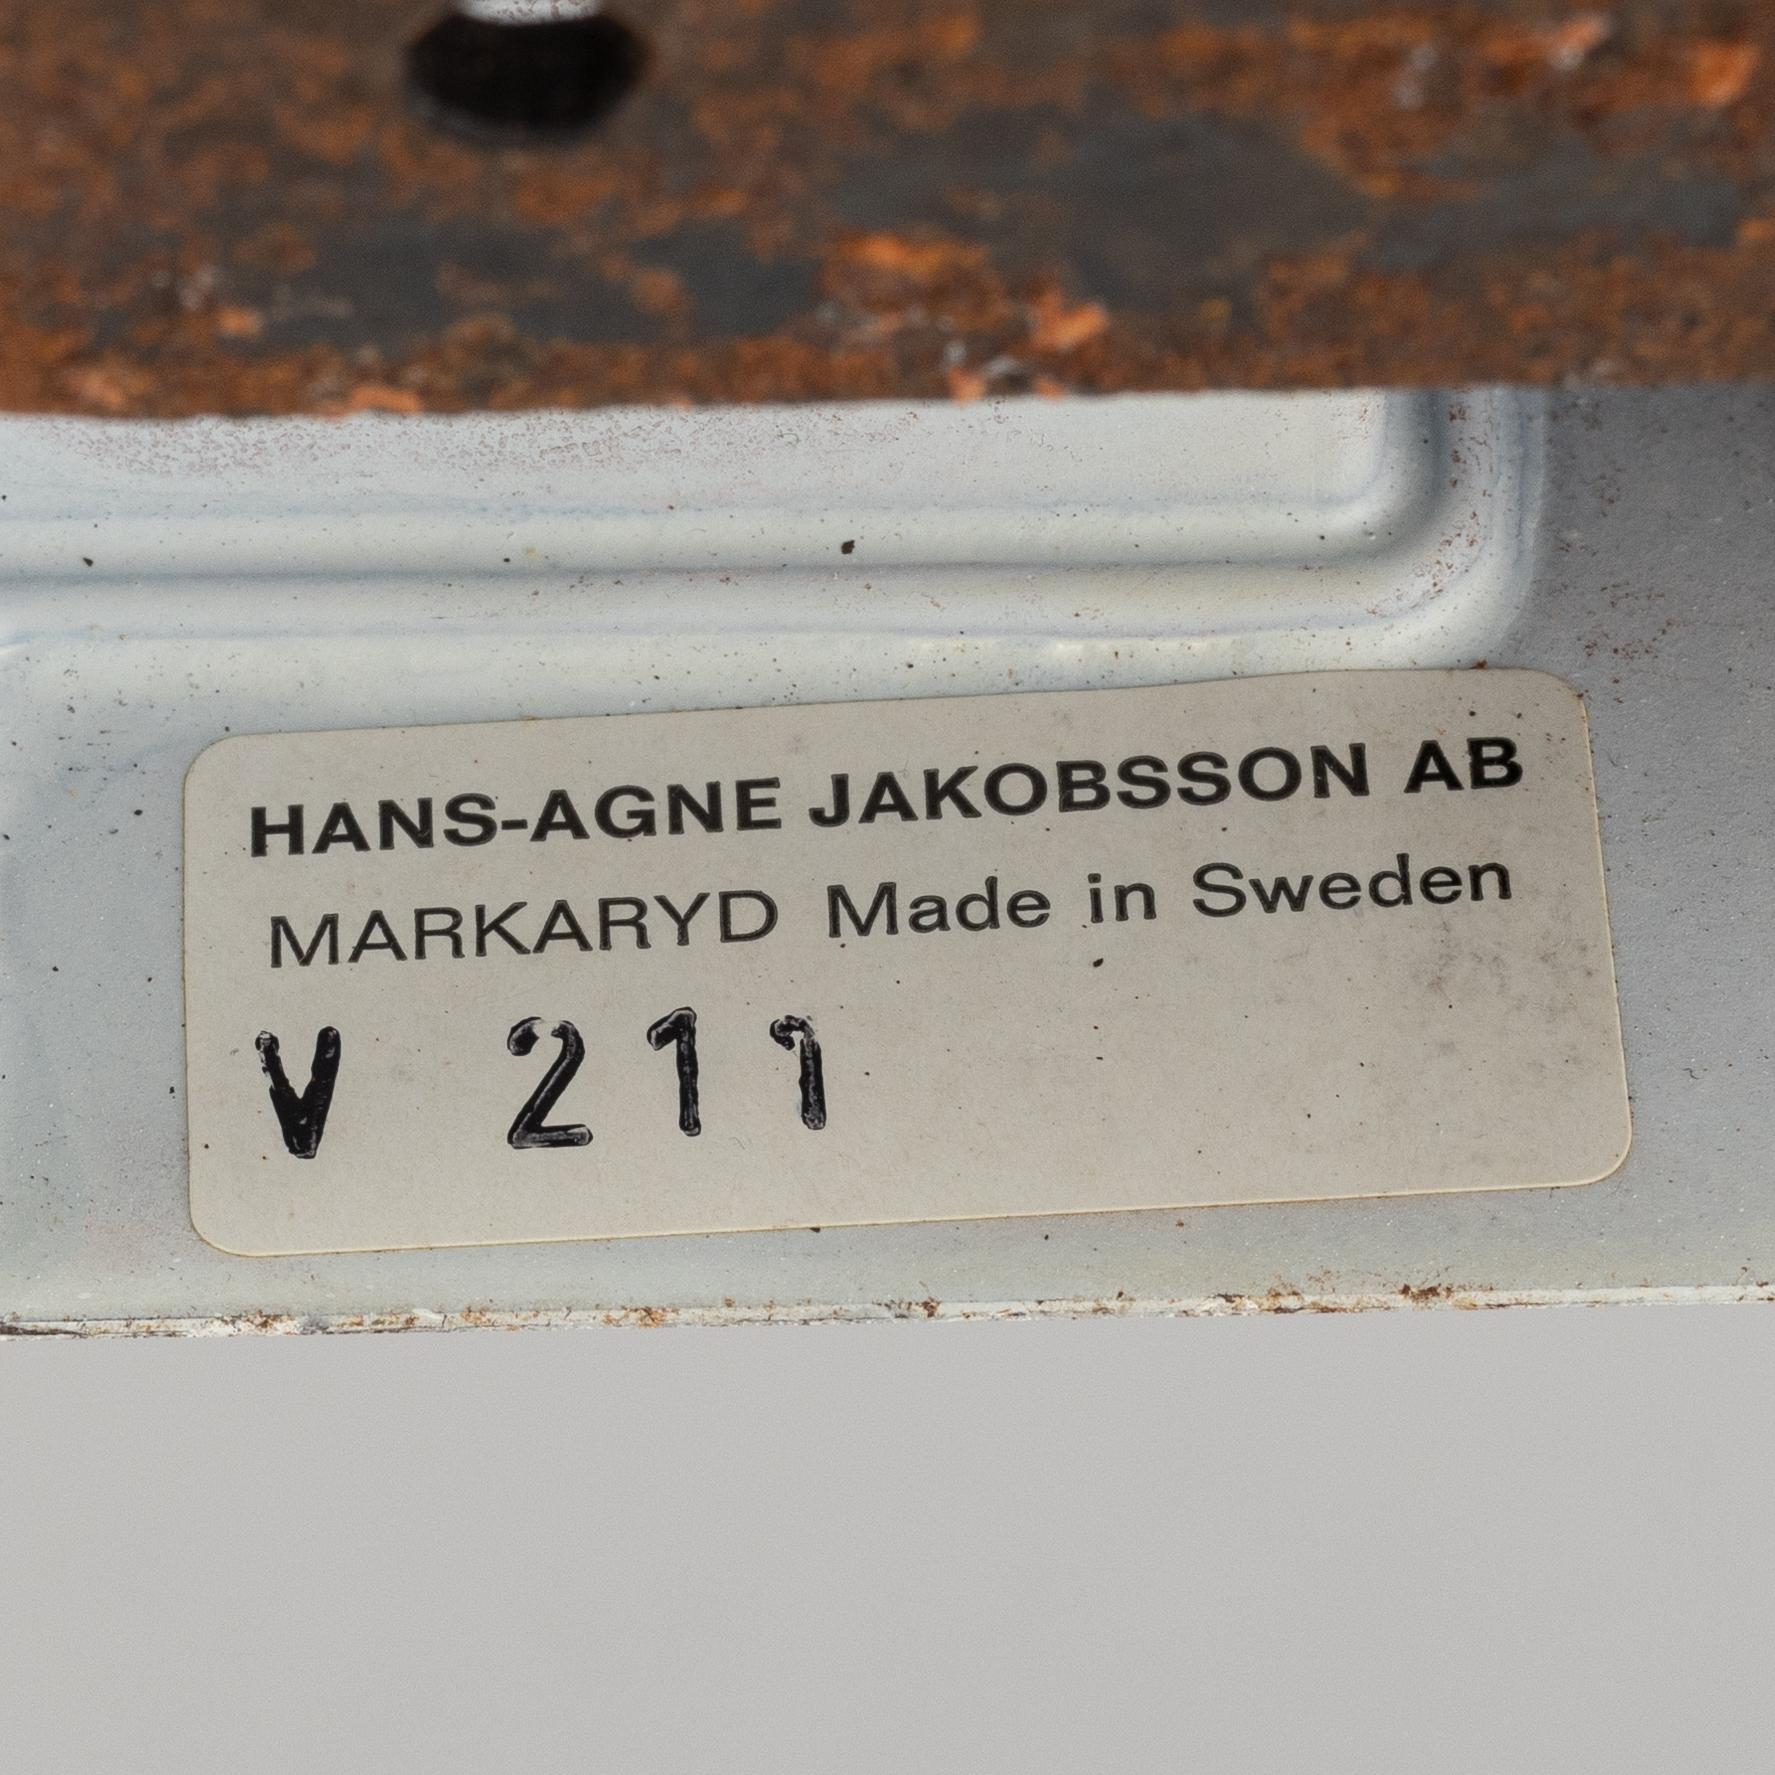 HANS-AGNE JAKOBSSON AB
MARKARYD Made in Sweden
V 211